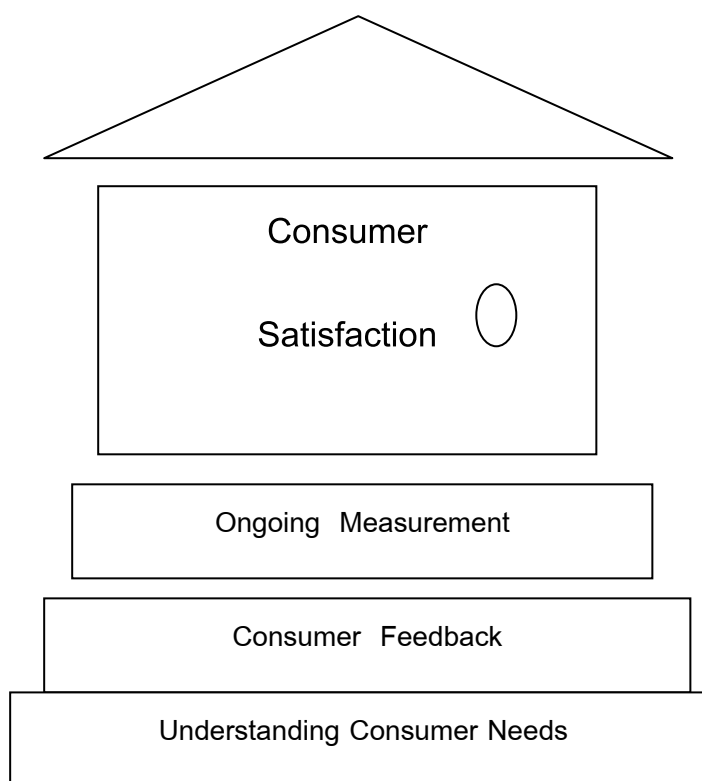 Consumer
Satisfaction
Ongoing Measurement
Consumer Feedback
Understanding Consumer Needs